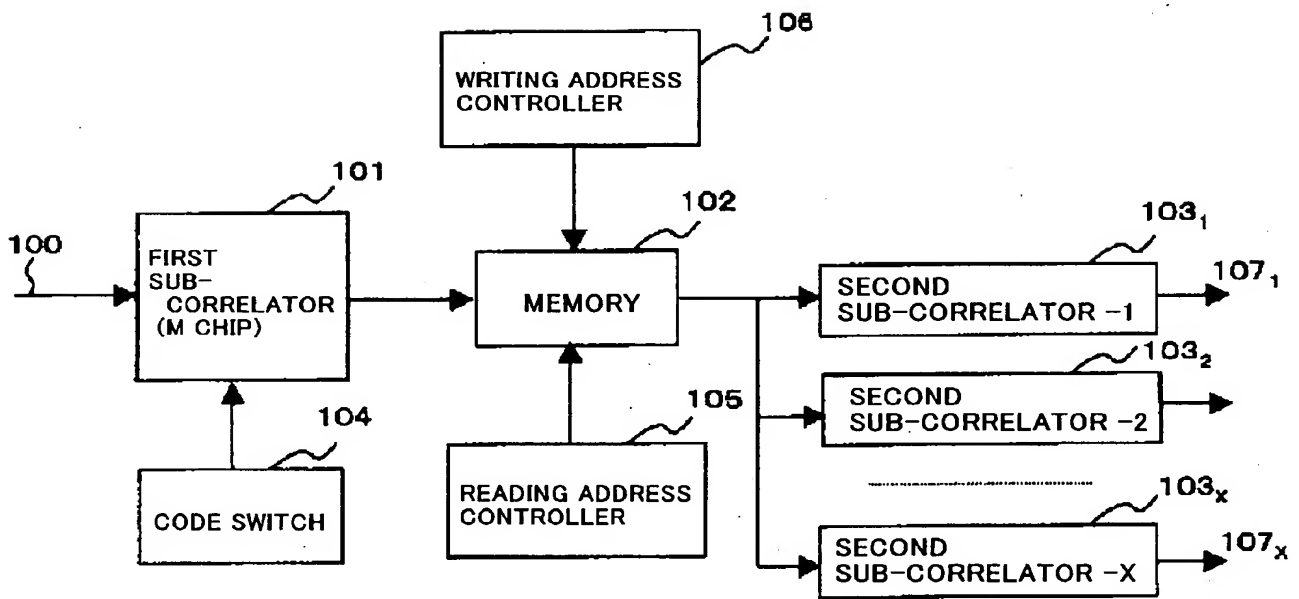 106
WRITING ADDRESS
CONTROLLER
101
102
103₁
100
FIRST
SUB-
CORRELATOR
(M CHIP)
MEMORY
SECOND
SUB-CORRELATOR -1
107₁
103₂
SECOND
SUB-CORRELATOR -2
104
105
CODE SWITCH
READING ADDRESS
CONTROLLER
103ₓ
SECOND
SUB-CORRELATOR -X
107ₓ